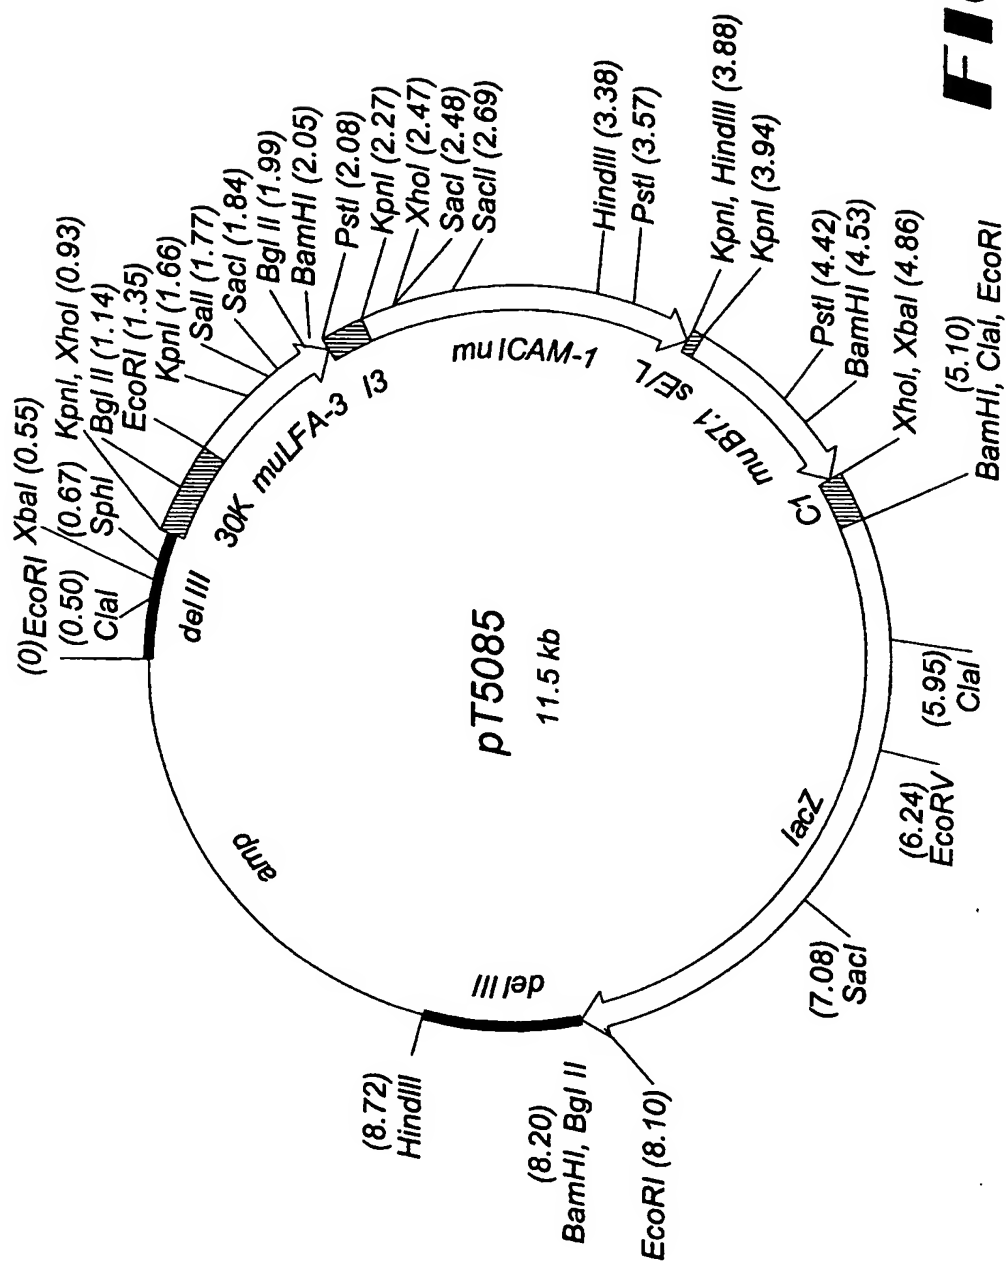 FIG
(0) EcoRI
(0.50)
ClaI
XbaI (0.55)
(0.67)
SphI
KpnI, XhoI (0.93)
Bgl II (1.14)
EcoRI (1.35)
KpnI (1.66)
SalI (1.77)
SacI (1.84)
Bgl II (1.99)
BamHI (2.05)
PstI (2.08)
KpnI (2.27)
XhoI (2.47)
SacI (2.48)
SacII (2.69)
HindIII (3.38)
PstI (3.57)
KpnI, HindIII (3.88)
KpnI (3.94)
PstI (4.42)
BamHI (4.53)
XhoI, XbaI (4.86)
(5.10)
BamHI, ClaI, EcoRI
(5.95)
ClaI
(6.24)
EcoRV
(7.08)
SacI
EcoRI (8.10)
(8.20)
BamHI, Bgl II
(8.72)
HindIII
del III
30K
muLFA-3
I3
muICAM-1
sE/L
muB7.1
C1
lacZ
del III
amp
pT5085
11.5 kb